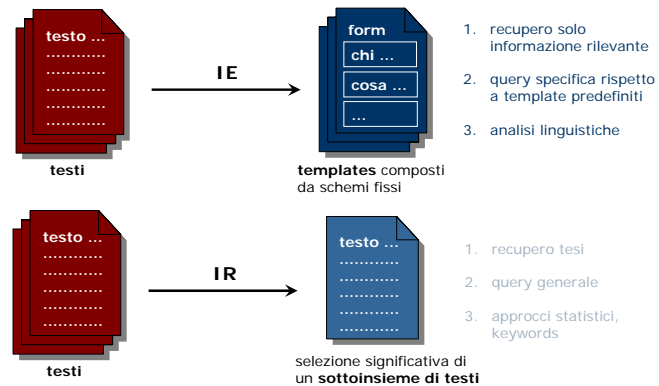 testo ...
............
............
............
............
............
testi
IE
form
chi ...
cosa ...
...
templates composti
da schemi fissi
1. recupero solo
informazione rilevante
2. query specifica rispetto
a template predefiniti
3. analisi linguistiche
testo ...
............
............
............
............
............
testi
IR
testo ...
............
............
............
............
............
selezione significativa di
un sottoinsieme di testi
1. recupero tesi
2. query generale
3. approcci statistici,
keywords